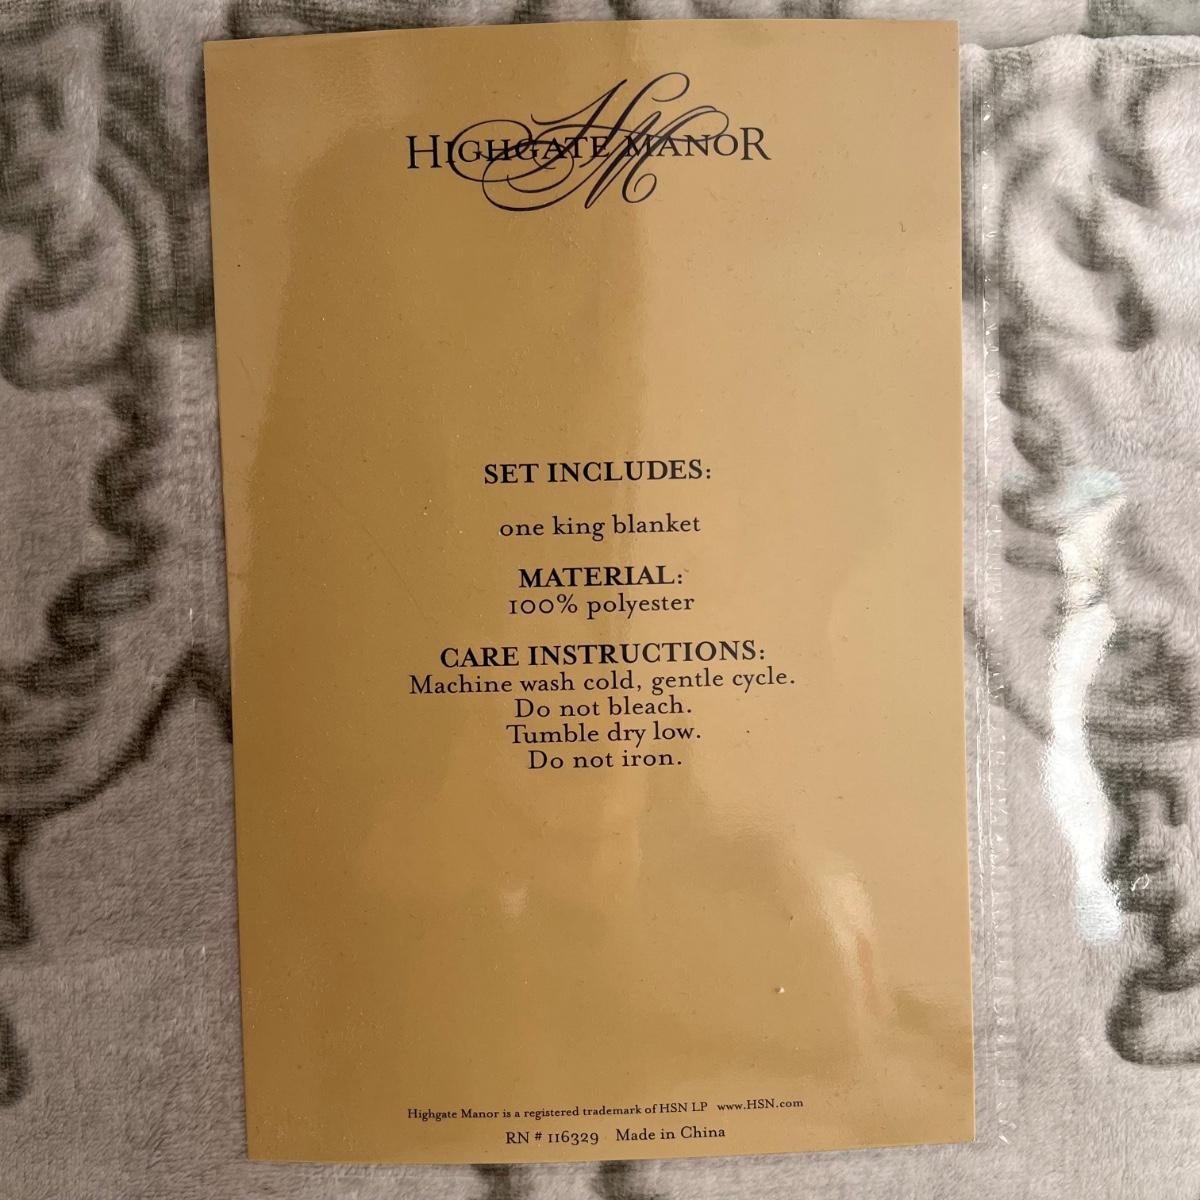 HM
HIGHGATE MANOR
SET INCLUDES:
one king blanket
MATERIAL:
100% polyester
CARE INSTRUCTIONS:
Machine wash cold, gentle cycle.
Do not bleach.
Tumble dry low.
Do not iron.
Highgate Manor is a registered trademark of HSN LP www.HSN.com
RN # 116329 Made in China